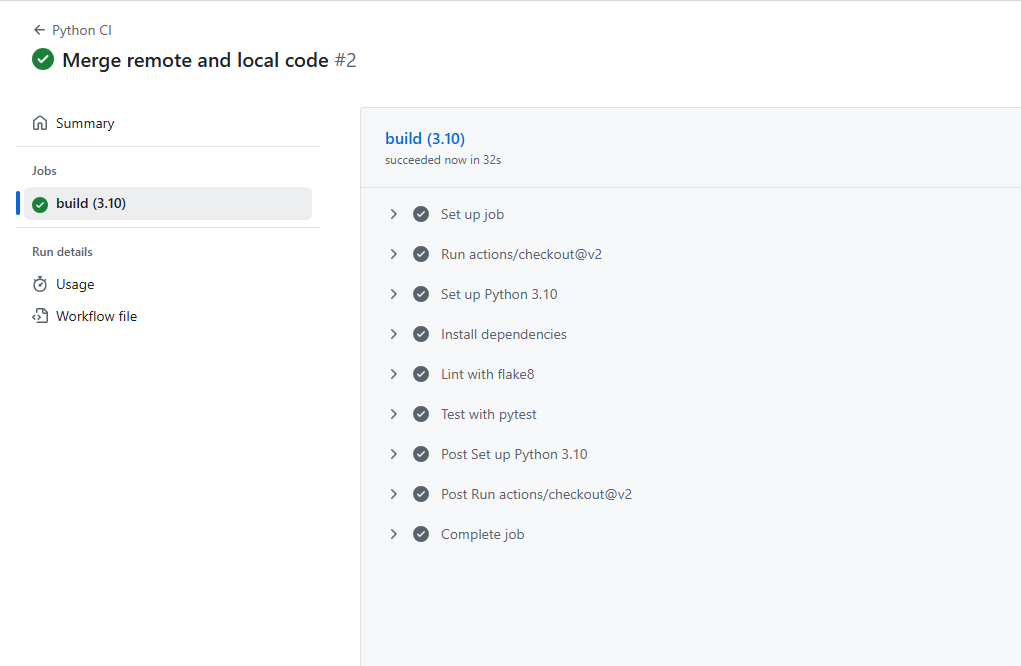 Python CI
Merge remote and local code #2
Summary
Jobs
build (3.10)
Run details
Usage
Workflow file
build (3.10)
succeeded now in 32s
Set up job
Run actions/checkout@v2
Set up Python 3.10
Install dependencies
Lint with flake8
Test with pytest
Post Set up Python 3.10
Post Run actions/checkout@v2
Complete job